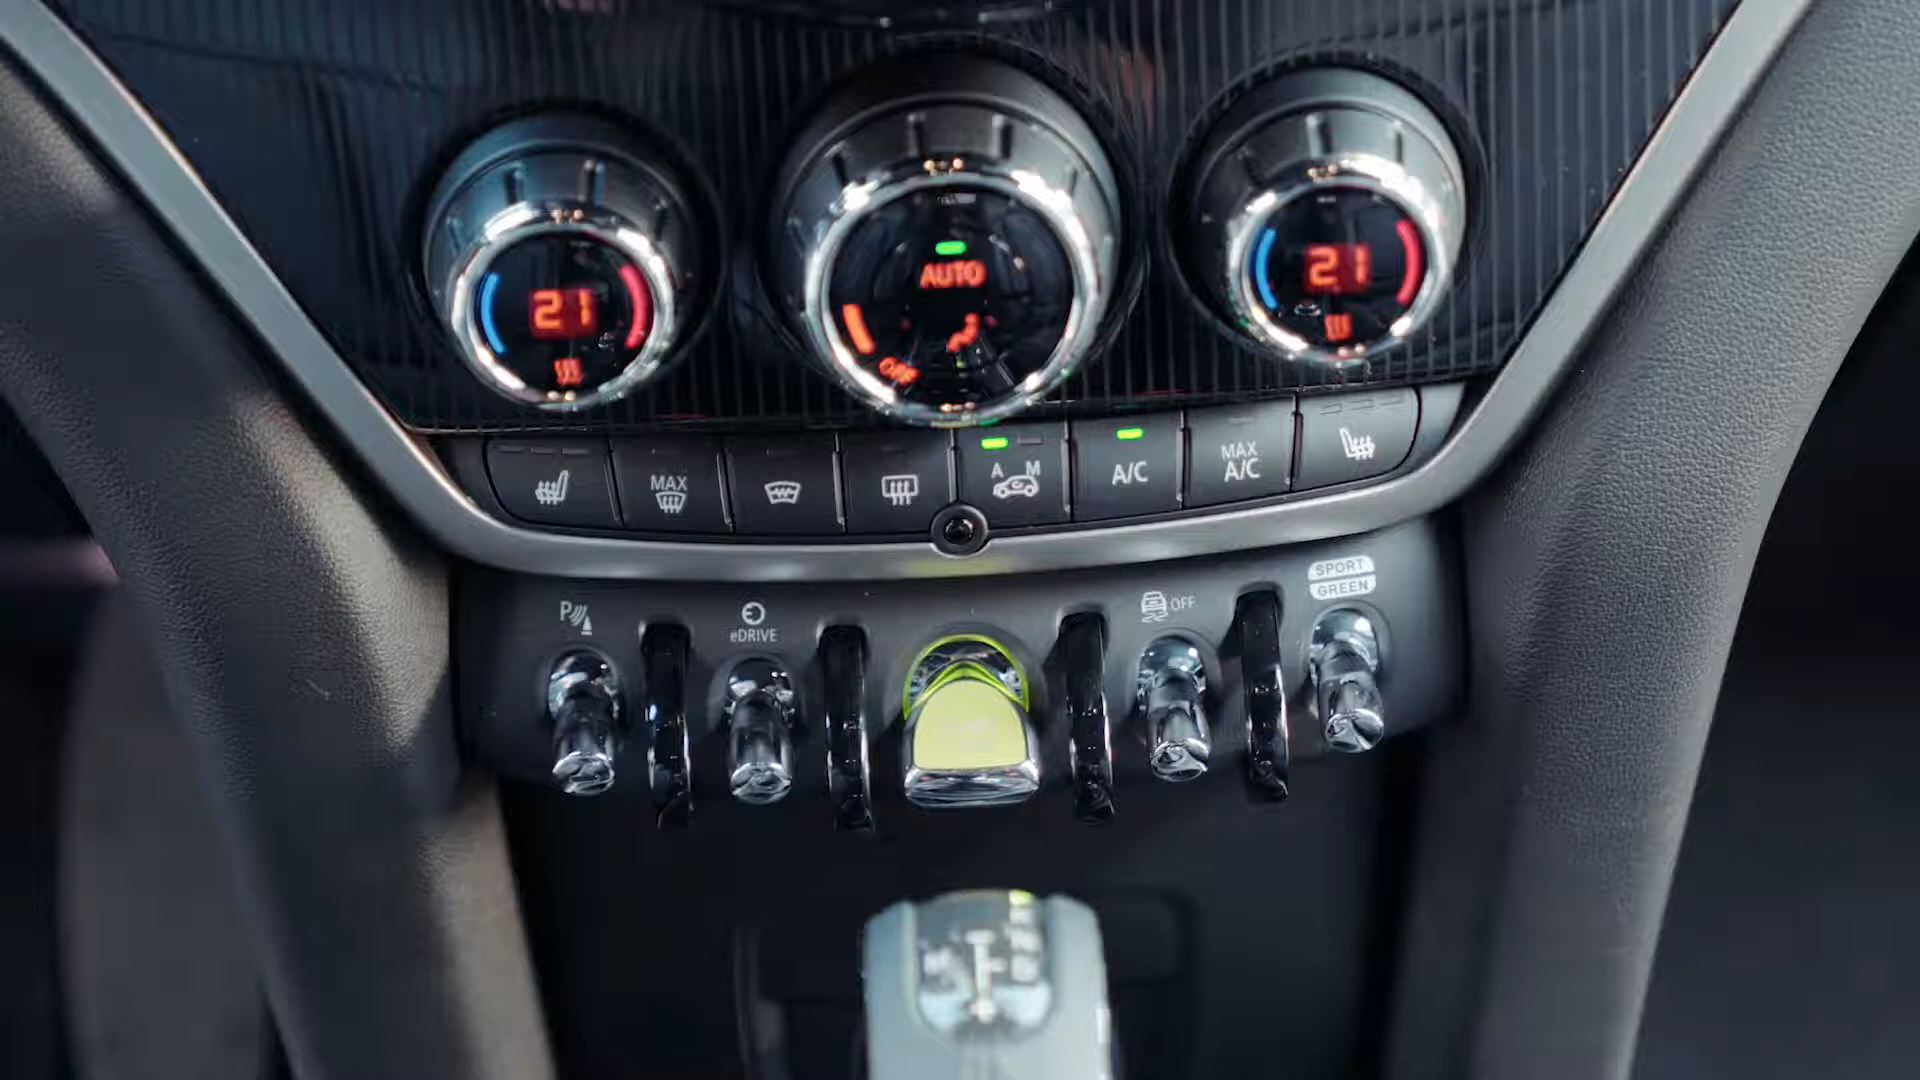 21
AUTO
OFF
21
MAX
A M
A/C
MAX
A/C
P
eDRIVE
OFF
SPORT
GREEN